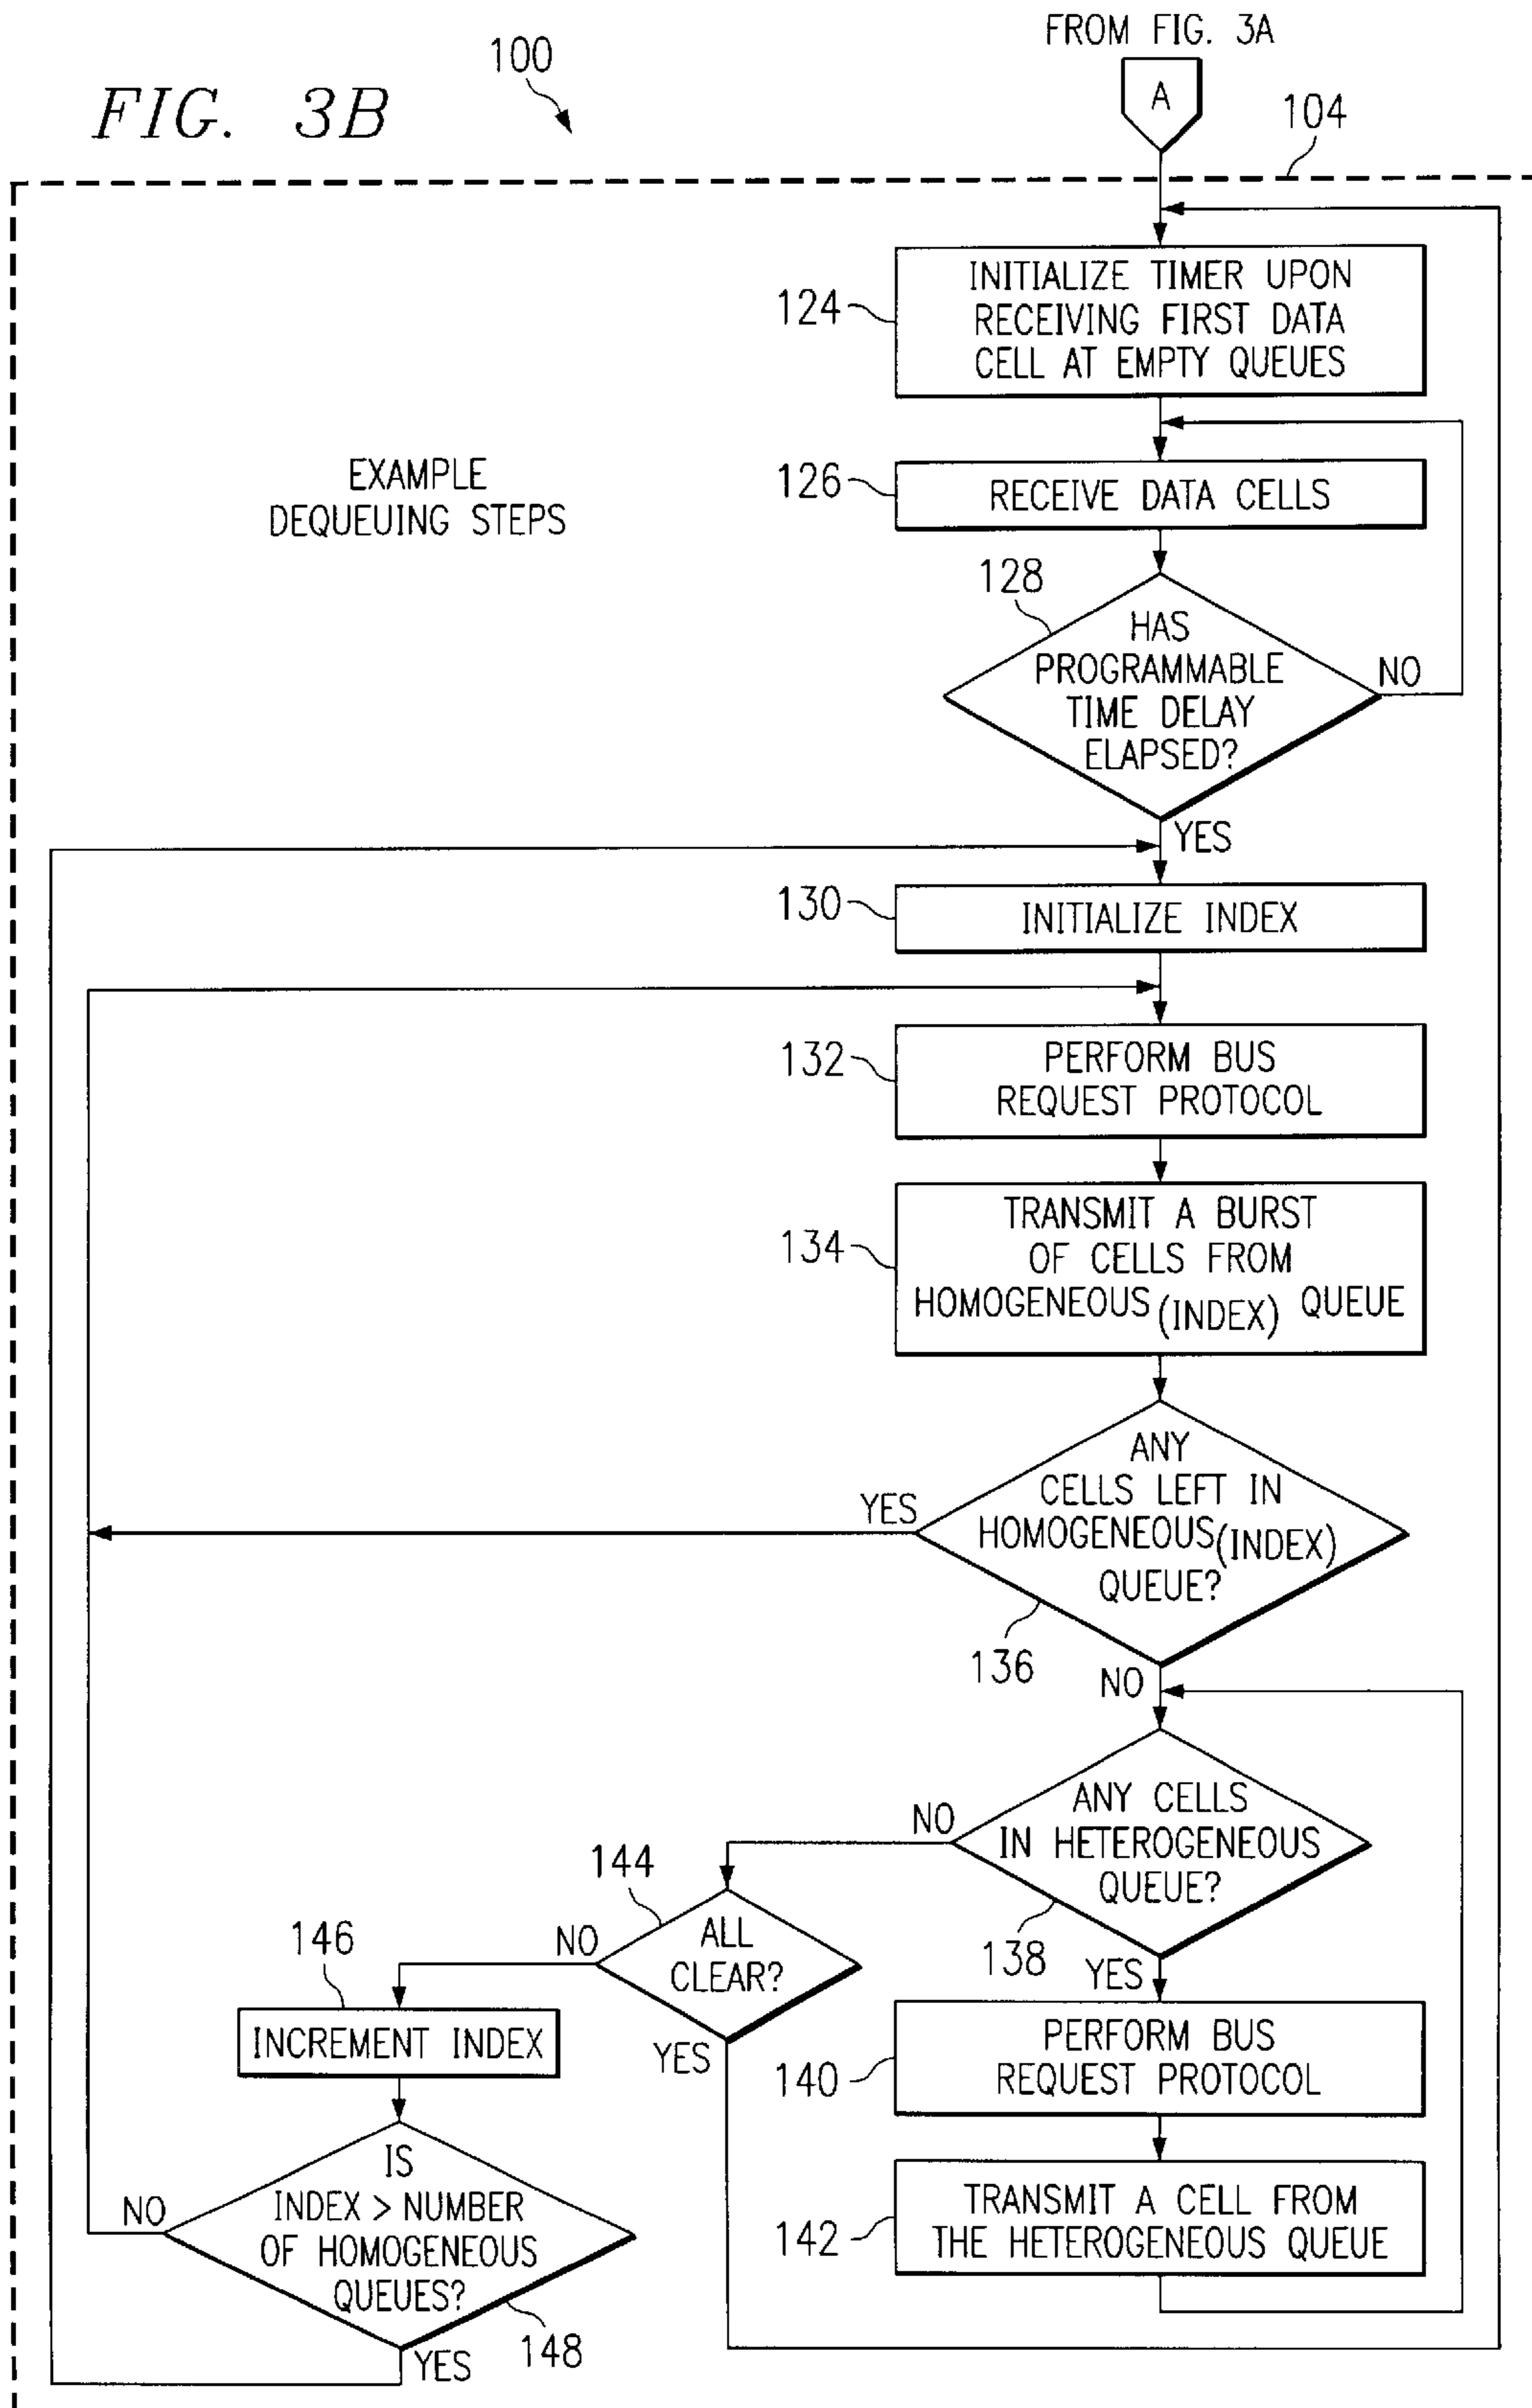 FROM FIG. 3A
100
FIG. 3B
A
104
INITIALIZE TIMER UPON
RECEIVING FIRST DATA
CELL AT EMPTY QUEUES
124
EXAMPLE
DEQUEUING STEPS
126
RECEIVE DATA CELLS
128
HAS
PROGRAMMABLE
TIME DELAY
ELAPSED?
NO
YES
130
INITIALIZE INDEX
132
PERFORM BUS
REQUEST PROTOCOL
134
TRANSMIT A BURST
OF CELLS FROM
HOMOGENEOUS (INDEX) QUEUE
ANY
CELLS LEFT IN
HOMOGENEOUS (INDEX)
QUEUE?
YES
136
NO
ANY CELLS
IN HETEROGENEOUS
QUEUE?
NO
138
YES
144
ALL
CLEAR?
NO
YES
146
INCREMENT INDEX
140
PERFORM BUS
REQUEST PROTOCOL
IS
INDEX > NUMBER
OF HOMOGENEOUS
QUEUES?
NO
148
YES
142
TRANSMIT A CELL FROM
THE HETEROGENEOUS QUEUE